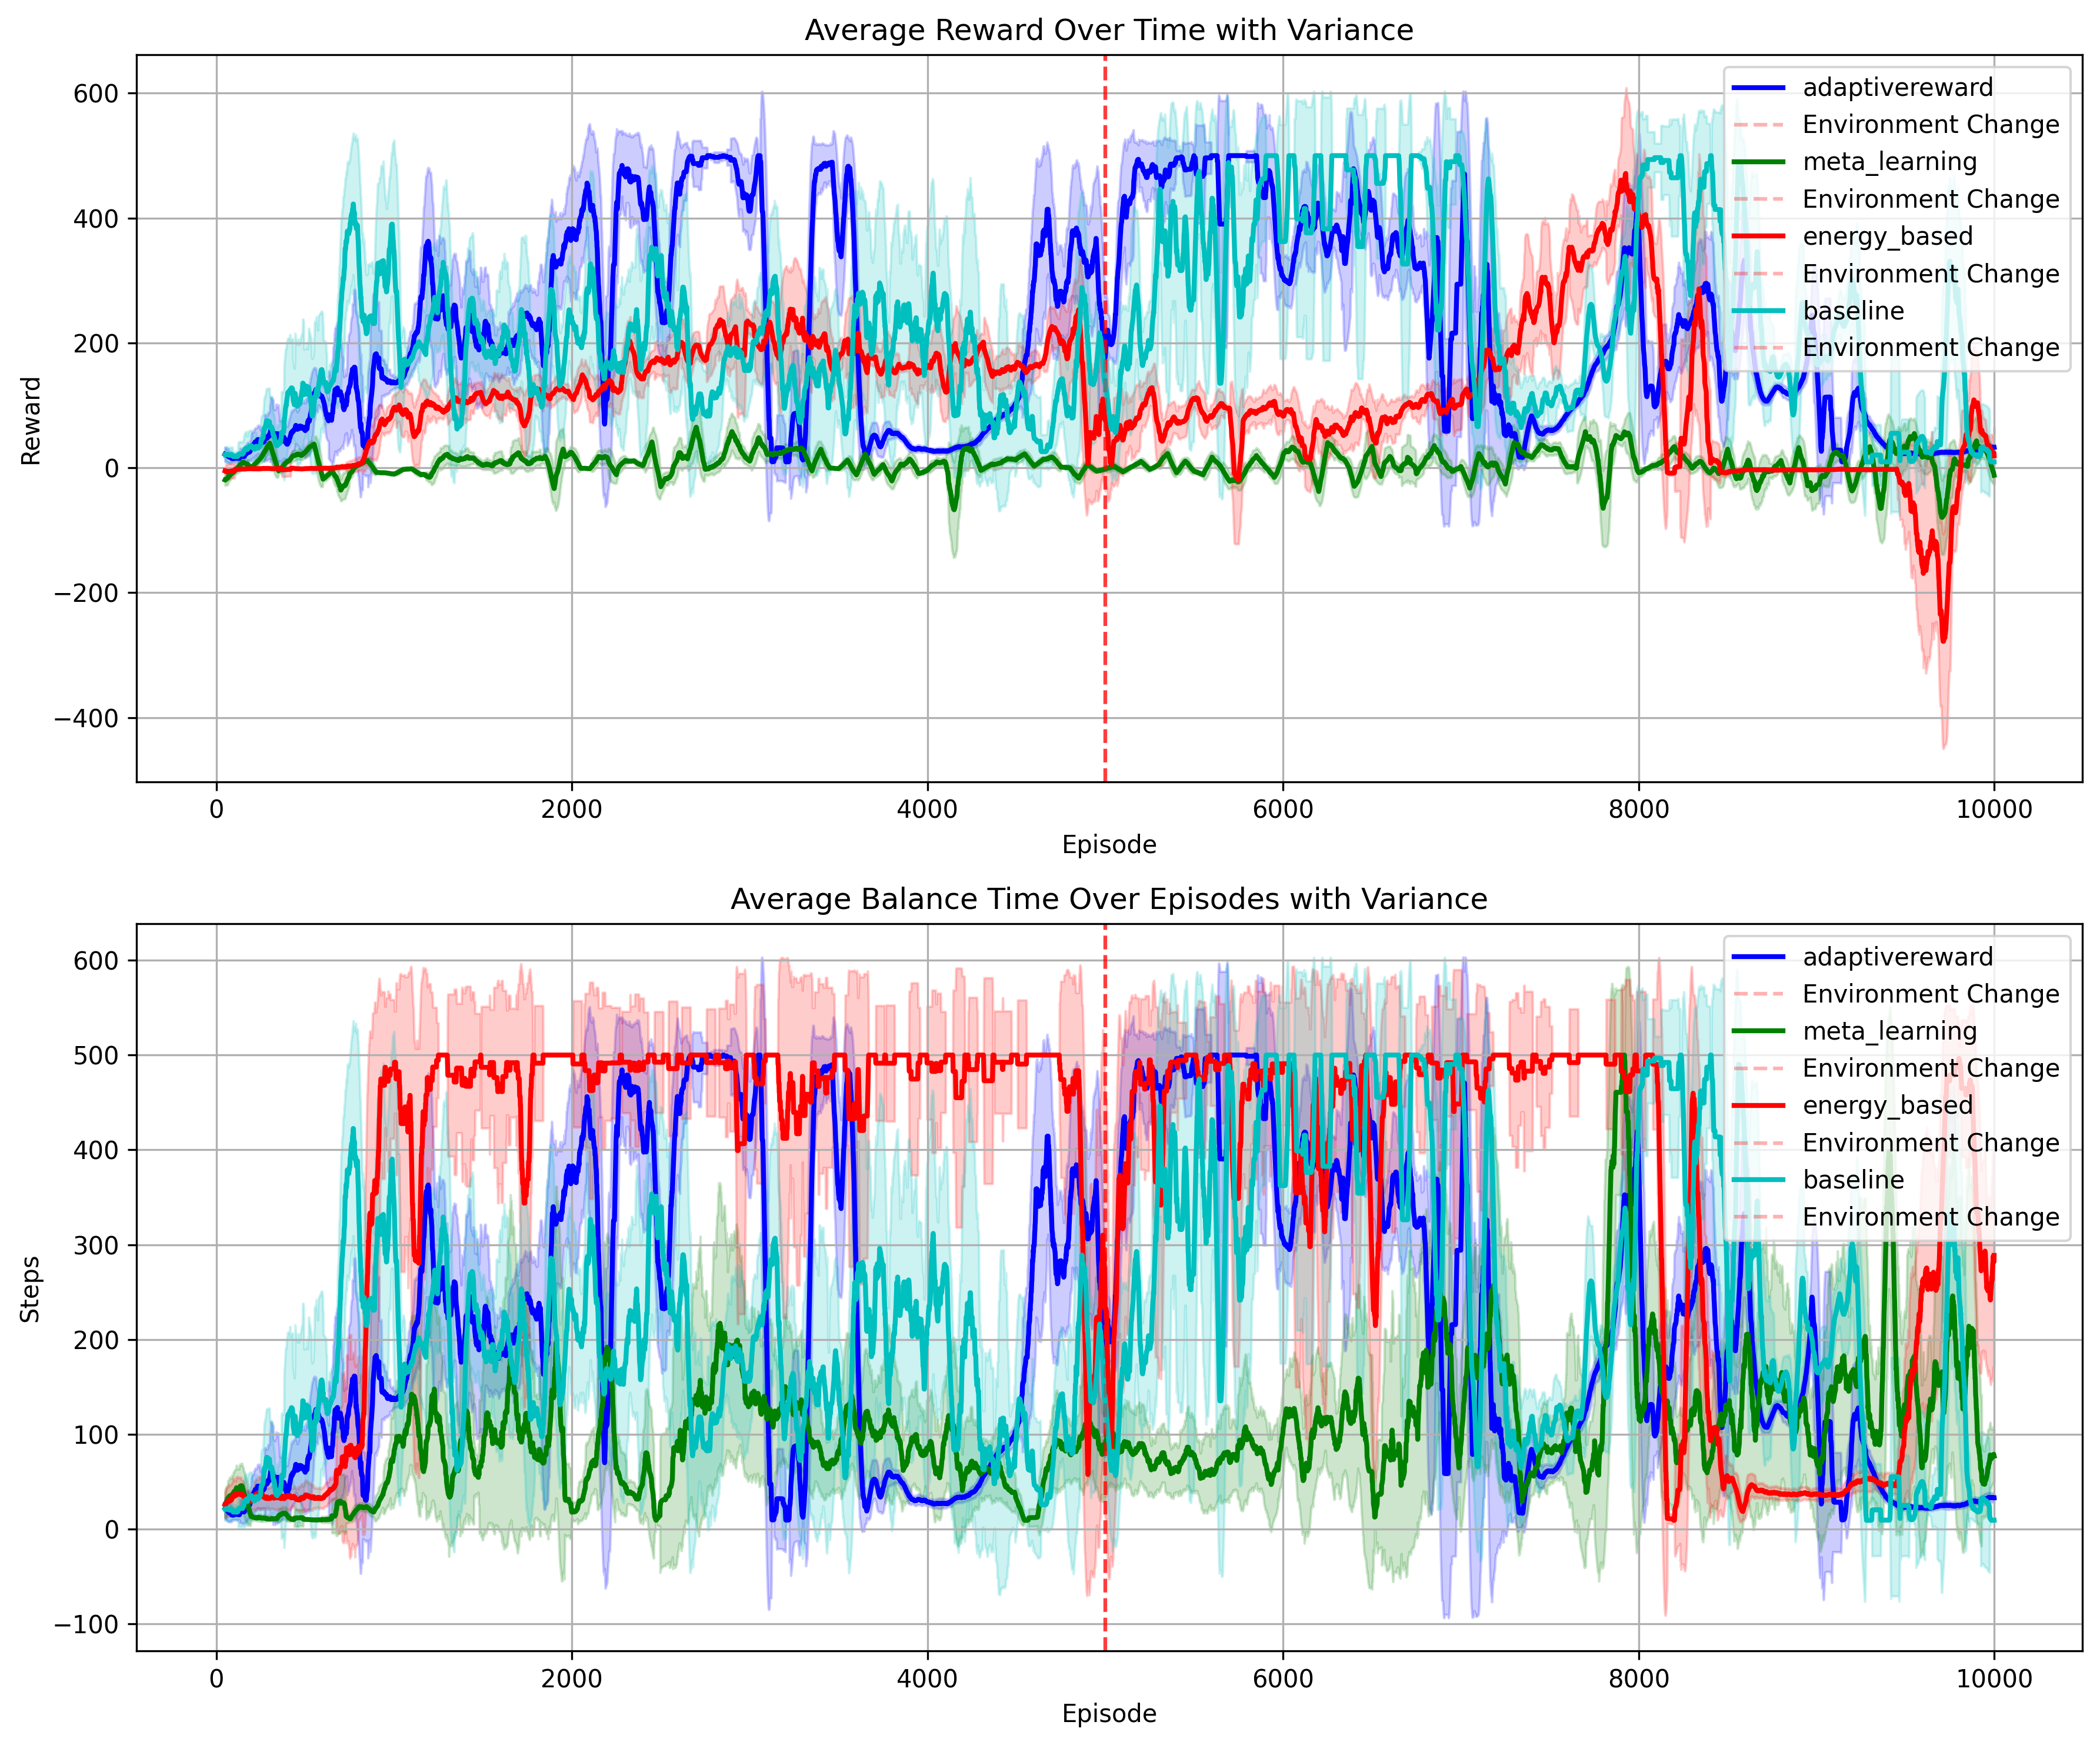 Average Reward Over Time with Variance
600
400
200
0
−200
−400
Reward
0
2000
4000
6000
8000
10000
Episode
adaptivereward
Environment Change
meta_learning
Environment Change
energy_based
Environment Change
baseline
Environment Change
Average Balance Time Over Episodes with Variance
600
500
400
300
200
100
0
−100
Steps
0
2000
4000
6000
8000
10000
Episode
adaptivereward
Environment Change
meta_learning
Environment Change
energy_based
Environment Change
baseline
Environment Change